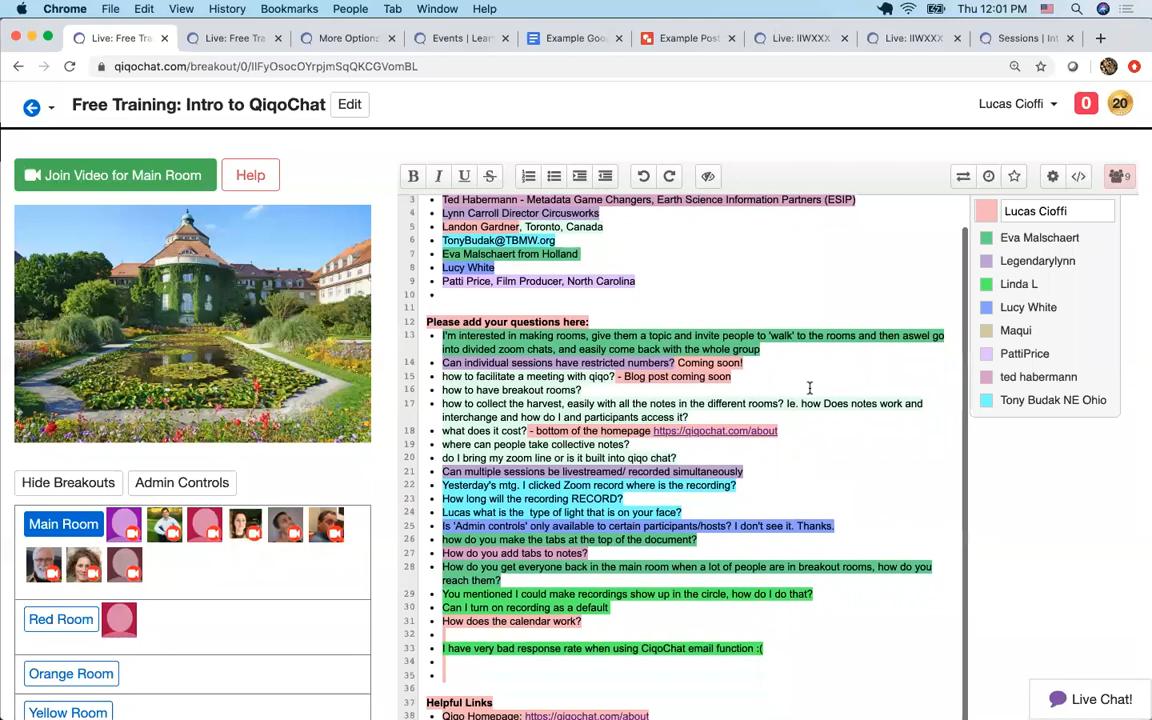 Chrome File Edit View History Bookmarks People Tab Window Help Thu 12:01 PM
Live: Free Tra Live: Free Tra More Option Events | Lear Example Goo Example Post Live: IIWXXX Live: IIWXXX Sessions | Int
qiqochat.com/breakout/0/IIFyOsocOYrpjmSqQKCGVomBL
Free Training: Intro to QiqoChat Edit Lucas Cioffi 0 20
Join Video for Main Room Help
Hide Breakouts Admin Controls
Main Room
Red Room
Orange Room
Yellow Room
B I U S
9
3 Ted Habermann - Metadata Game Changers, Earth Science Information Partners (ESIP)
4 Lynn Carroll Director Circusworks
5 Landon Gardner, Toronto, Canada
6 TonyBudak@TBMW.org
7 Eva Malschaert from Holland
8 Lucy White
9 Patti Price, Film Producer, North Carolina
10
11
12 Please add your questions here:
13 I'm interested in making rooms, give them a topic and invite people to 'walk' to the rooms and then aswel go
into divided zoom chats, and easily come back with the whole group
14 Can individual sessions have restricted numbers? Coming soon!
15 how to facilitate a meeting with qiqo? - Blog post coming soon
16 how to have breakout rooms?
17 how to collect the harvest, easily with all the notes in the different rooms? Ie. how Does notes work and
interchange and how do I and participants access it?
18 what does it cost? - bottom of the homepage https://qiqochat.com/about
19 where can people take collective notes?
20 do I bring my zoom line or is it built into qiqo chat?
21 Can multiple sessions be livestreamed/ recorded simultaneously
22 Yesterday's mtg. I clicked Zoom record where is the recording?
23 How long will the recording RECORD?
24 Lucas what is the type of light that is on your face?
25 Is 'Admin controls' only available to certain participants/hosts? I don't see it. Thanks.
26 how do you make the tabs at the top of the document?
27 How do you add tabs to notes?
28 How do you get everyone back in the main room when a lot of people are in breakout rooms, how do you
reach them?
29 You mentioned I could make recordings show up in the circle, how do I do that?
30 Can I turn on recording as a default
31 How does the calendar work?
32
33 I have very bad response rate when using CiqoChat email function :(
34
35
36
37 Helpful Links
38 Qiqo Homepage: https://qiqochat.com/about
Lucas Cioffi
Eva Malschaert
Legendarylynn
Linda L
Lucy White
Maqui
PattiPrice
ted habermann
Tony Budak NE Ohio
Live Chat!